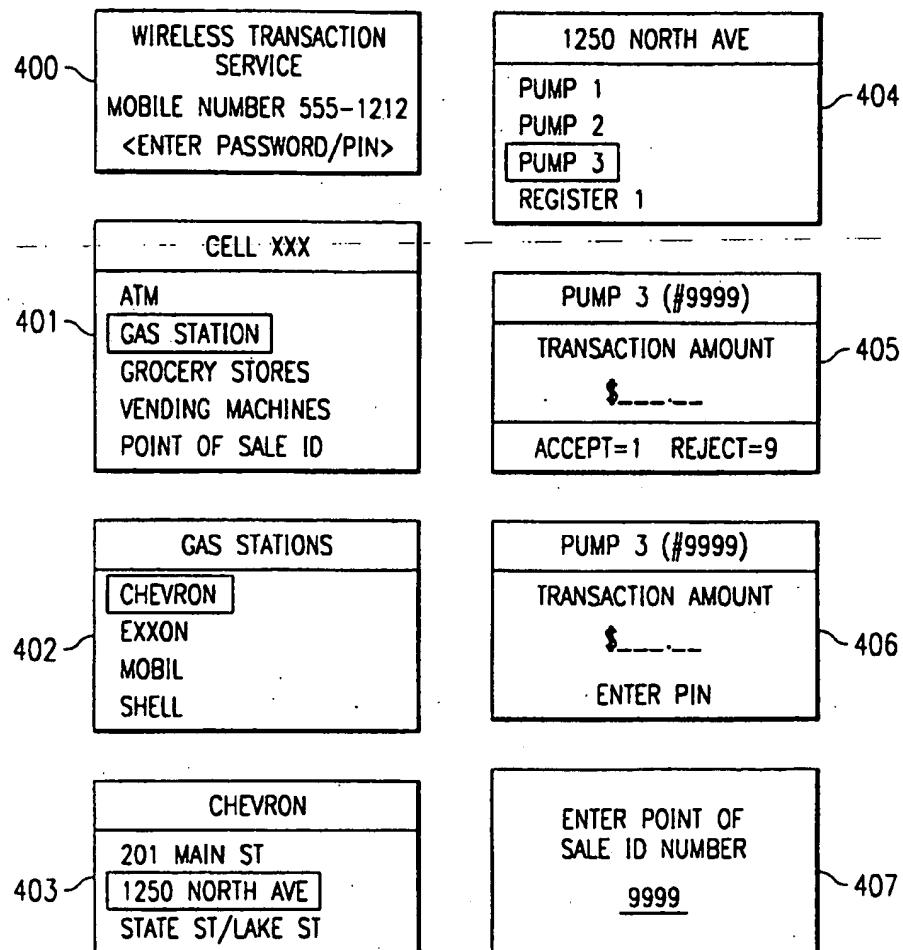 400
WIRELESS TRANSACTION
SERVICE
MOBILE NUMBER 555-1212
<ENTER PASSWORD/PIN>
401
CELL XXX
ATM
GAS STATION
GROCERY STORES
VENDING MACHINES
POINT OF SALE ID
402
GAS STATIONS
CHEVRON
EXXON
MOBIL
SHELL
403
CHEVRON
201 MAIN ST
1250 NORTH AVE
STATE ST/LAKE ST
1250 NORTH AVE
PUMP 1
PUMP 2
PUMP 3
REGISTER 1
404
PUMP 3 (#9999)
TRANSACTION AMOUNT
$___.__
ACCEPT=1 REJECT=9
405
PUMP 3 (#9999)
TRANSACTION AMOUNT
$___.__
ENTER PIN
406
ENTER POINT OF
SALE ID NUMBER
9999
407